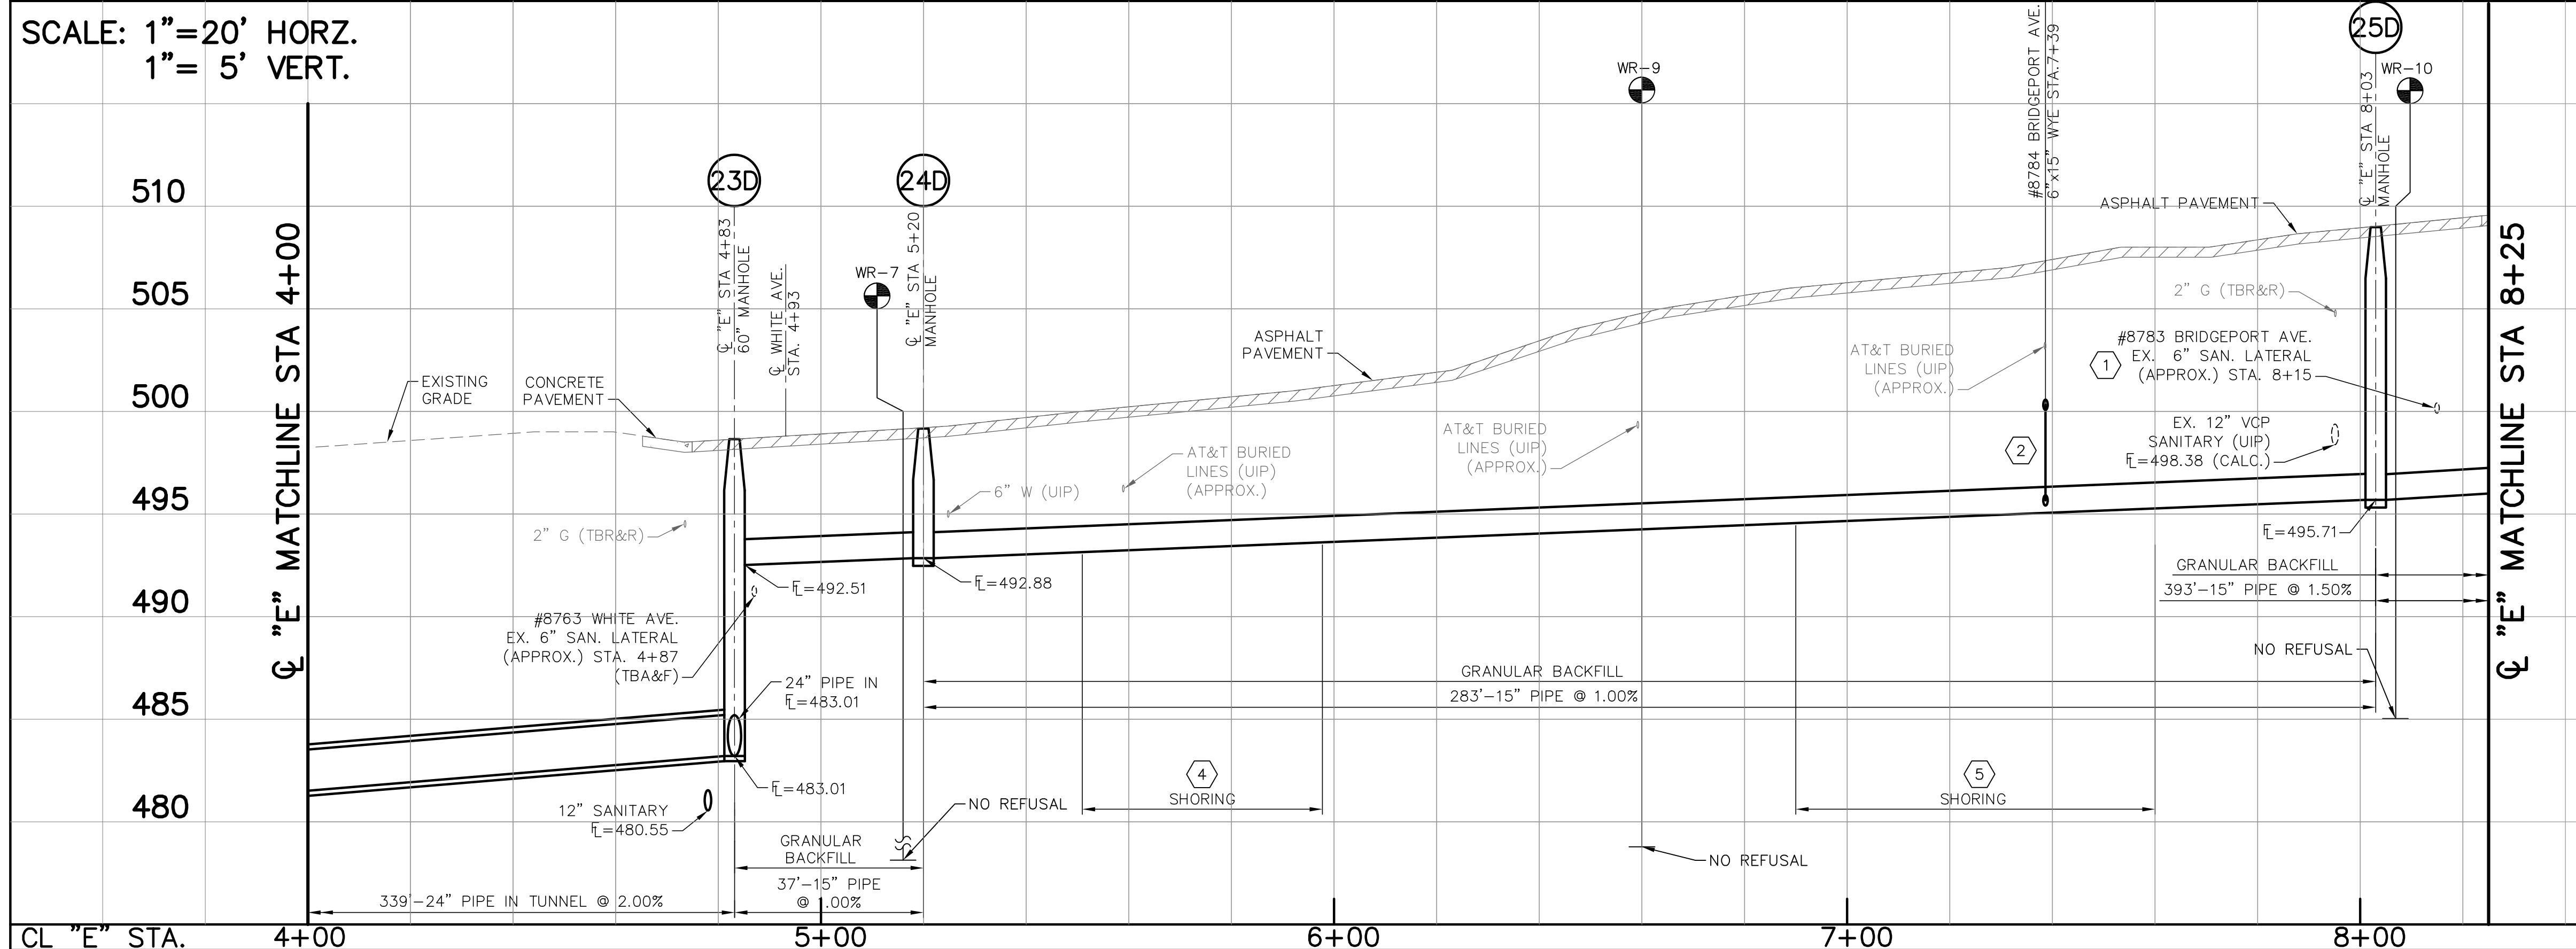 SCALE: 1"=20' HORZ.
1"= 5' VERT.
510
505
500
495
490
485
480
℄ "E" MATCHLINE STA 4+00
EXISTING
GRADE
CONCRETE
PAVEMENT
23D
℄ "E" STA 4+83
60" MANHOLE
℄ WHITE AVE.
STA. 4+93
WR-7
24D
℄ "E" STA 5+20
MANHOLE
2" G (TBR&R)
6" W (UIP)
AT&T BURIED
LINES (UIP)
(APPROX.)
FL=492.51
FL=492.88
#8763 WHITE AVE.
EX. 6" SAN. LATERAL
(APPROX.) STA. 4+87
(TBA&F)
24" PIPE IN
FL=483.01
FL=483.01
12" SANITARY
FL=480.55
NO REFUSAL
GRANULAR
BACKFILL
37'-15" PIPE
@ 1.00%
339'-24" PIPE IN TUNNEL @ 2.00%
ASPHALT
PAVEMENT
WR-9
AT&T BURIED
LINES (UIP)
(APPROX.)
4
SHORING
NO REFUSAL
GRANULAR BACKFILL
283'-15" PIPE @ 1.00%
5
SHORING
#8784 BRIDGEPORT AVE.
6"x15" WYE STA.7+39
AT&T BURIED
LINES (UIP)
(APPROX.)
2
ASPHALT PAVEMENT
25D
℄ "E" STA 8+03
MANHOLE
WR-10
2" G (TBR&R)
1
#8783 BRIDGEPORT AVE.
EX. 6" SAN. LATERAL
(APPROX.) STA. 8+15
EX. 12" VCP
SANITARY (UIP)
FL=498.38 (CALC.)
FL=495.71
GRANULAR BACKFILL
393'-15" PIPE @ 1.50%
NO REFUSAL
℄ "E" MATCHLINE STA 8+25
CL "E" STA.
4+00
5+00
6+00
7+00
8+00